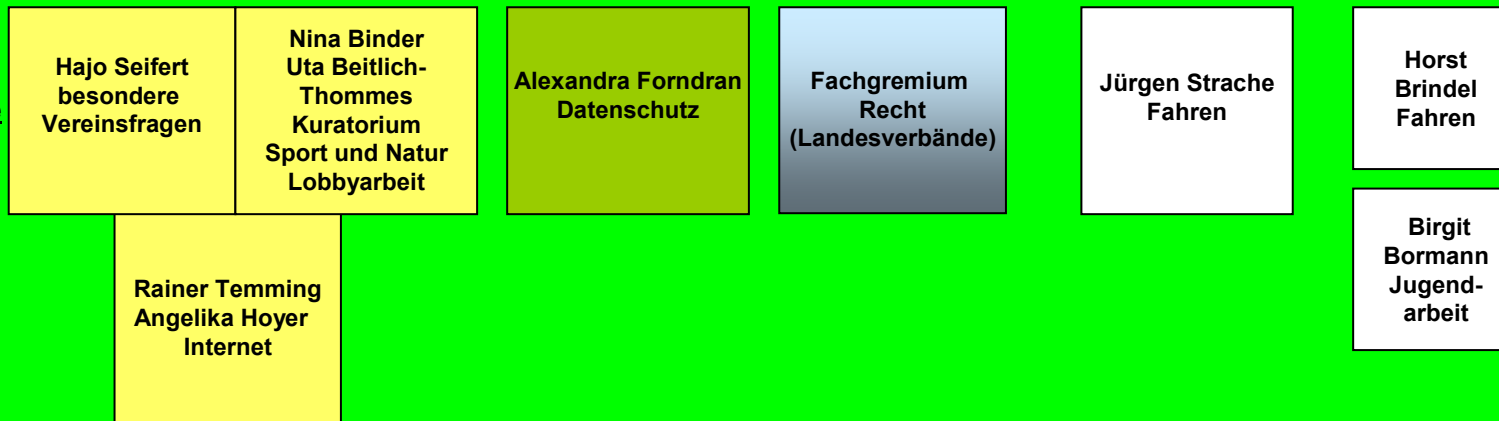 Hajo Seifert
besondere
Vereinsfragen
Nina Binder
Uta Beitlich-
Thommes
Kuratorium
Sport und Natur
Lobbyarbeit
Alexandra Forndran
Datenschutz
Fachgremium
Recht
(Landesverbände)
Jürgen Strache
Fahren
Horst
Brindel
Fahren
Birgit
Bormann
Jugend-
arbeit
Rainer Temming
Angelika Hoyer
Internet